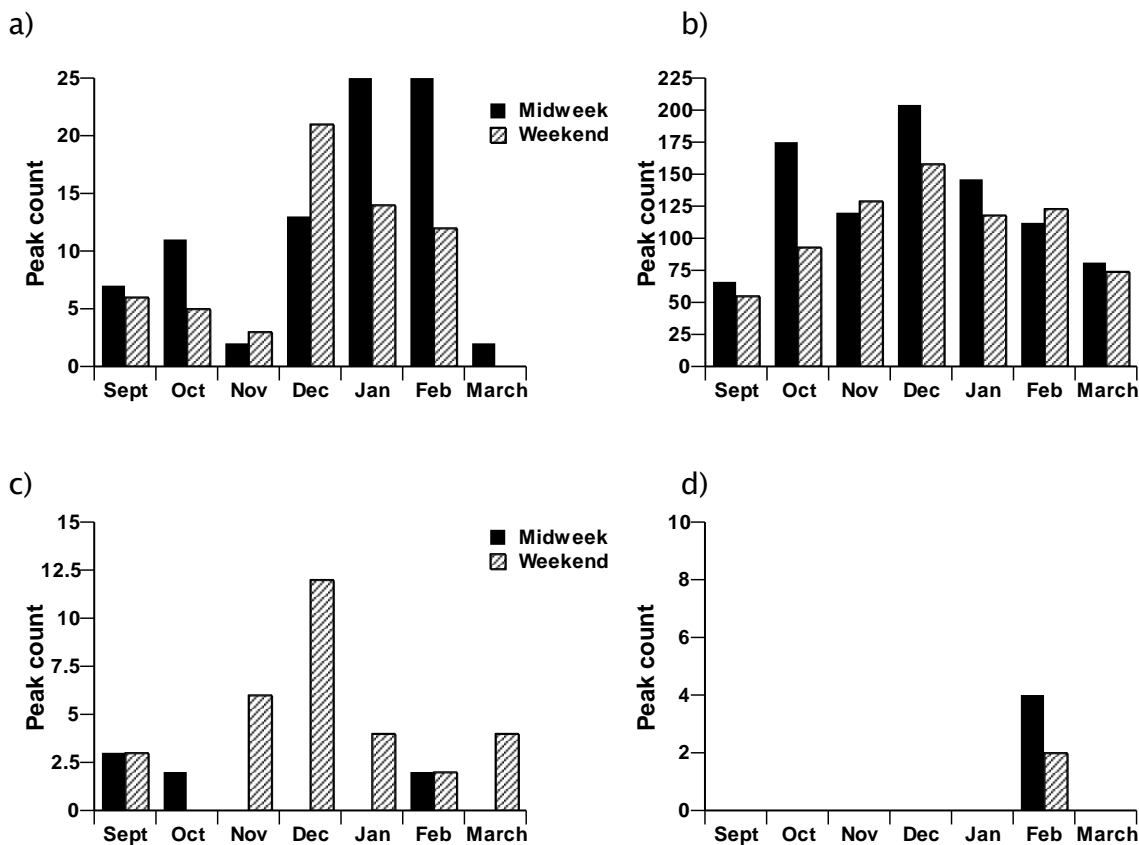 a)
Peak count
25
20
15
10
5
0
Sept Oct Nov Dec Jan Feb March
Midweek
Weekend
b)
Peak count
225
200
175
150
125
100
75
50
25
0
Sept Oct Nov Dec Jan Feb March
c)
Peak count
15
12.5
10
7.5
5
2.5
0
Sept Oct Nov Dec Jan Feb March
Midweek
Weekend
d)
Peak count
10
8
6
4
2
0
Sept Oct Nov Dec Jan Feb March